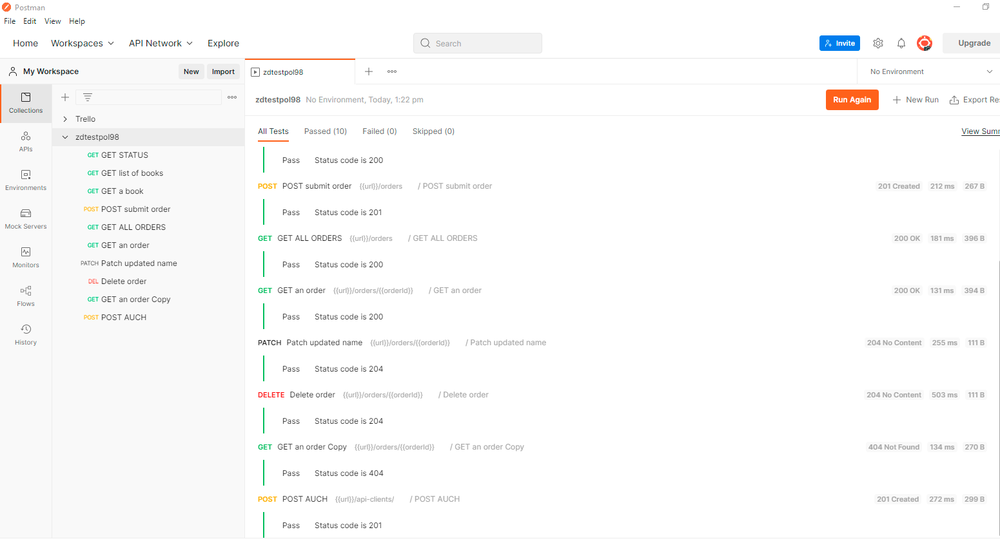 Postman
File Edit View Help
Home Workspaces API Network Explore Search Invite Upgrade
My Workspace New Import
zdtestpol98
No Environment
Collections
APIs
Environments
Mock Servers
Monitors
Flows
History
Trello
zdtestpol98
GET GET STATUS
GET GET list of books
GET GET a book
POST POST submit order
GET GET ALL ORDERS
GET GET an order
PATCH Patch updated name
DEL Delete order
GET GET an order Copy
POST POST AUCH
zdtestpol98 No Environment, Today, 1:22 pm Run Again New Run Export Res
All Tests Passed (10) Failed (0) Skipped (0) View Summ
Pass Status code is 200
POST POST submit order {{url}}/orders / POST submit order 201 Created 212 ms 267 B
Pass Status code is 201
GET GET ALL ORDERS {{url}}/orders / GET ALL ORDERS 200 OK 181 ms 396 B
Pass Status code is 200
GET GET an order {{url}}/orders/{{orderId}} / GET an order 200 OK 131 ms 394 B
Pass Status code is 200
PATCH Patch updated name {{url}}/orders/{{orderId}} / Patch updated name 204 No Content 255 ms 111 B
Pass Status code is 204
DELETE Delete order {{url}}/orders/{{orderId}} / Delete order 204 No Content 503 ms 111 B
Pass Status code is 204
GET GET an order Copy {{url}}/orders/{{orderId}} / GET an order Copy 404 Not Found 134 ms 270 B
Pass Status code is 404
POST POST AUCH {{url}}/api-clients/ / POST AUCH 201 Created 272 ms 299 B
Pass Status code is 201